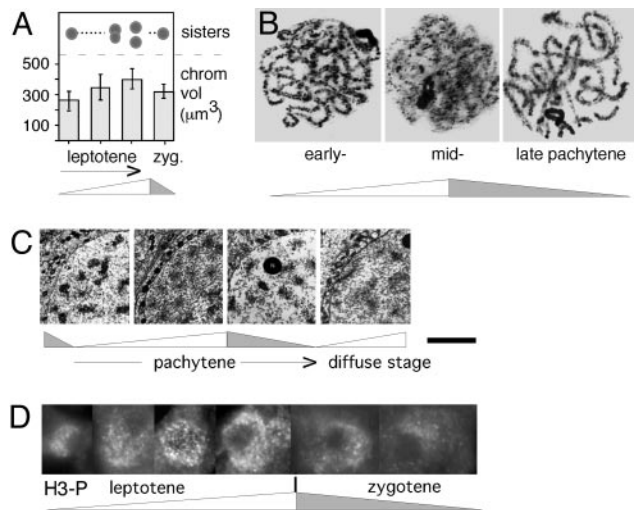 A
sisters
500
300
100
chrom
vol
(μm³)
leptotene zyg.
B
early- mid- late pachytene
C
pachytene diffuse stage
D
H3-P leptotene zygotene